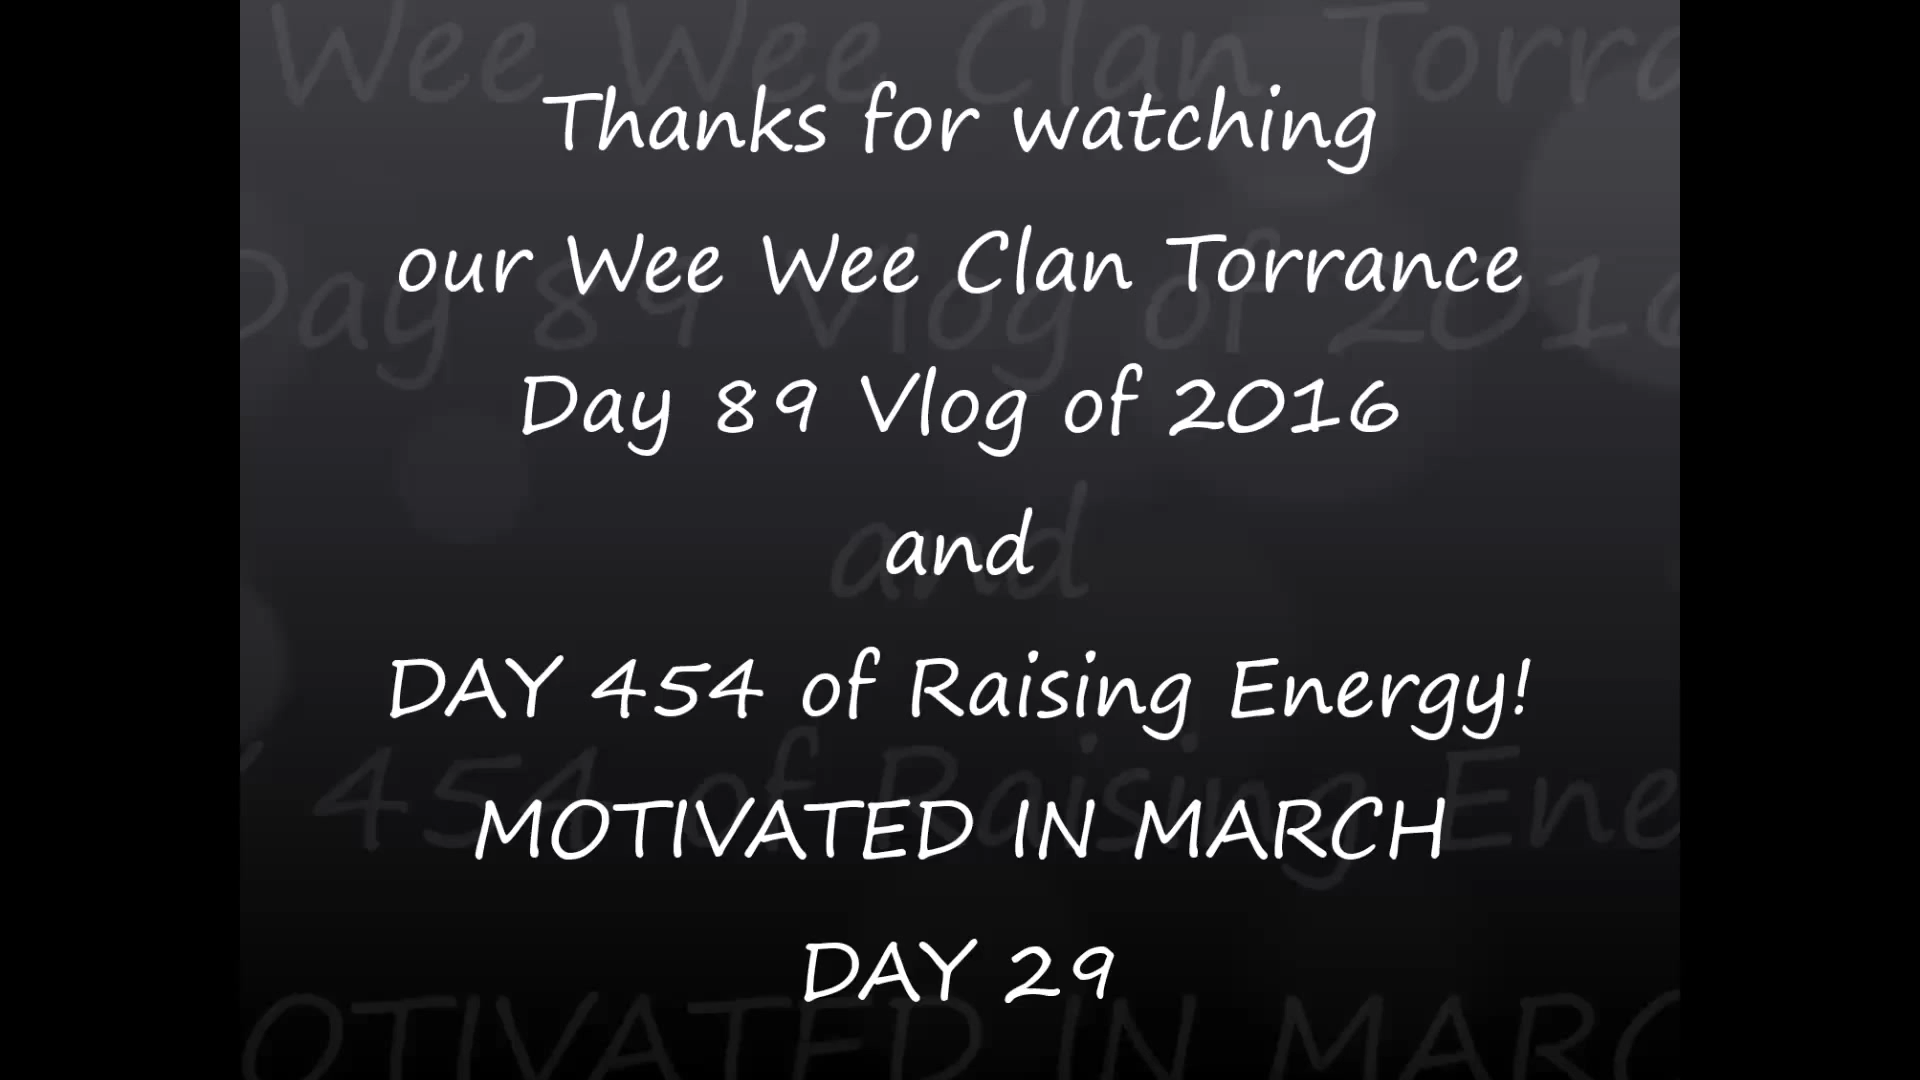 Thanks for watching
our Wee Wee Clan Torrance
Day 89 Vlog of 2016
and
DAY 454 of Raising Energy!
MOTIVATED IN MARCH
DAY 29